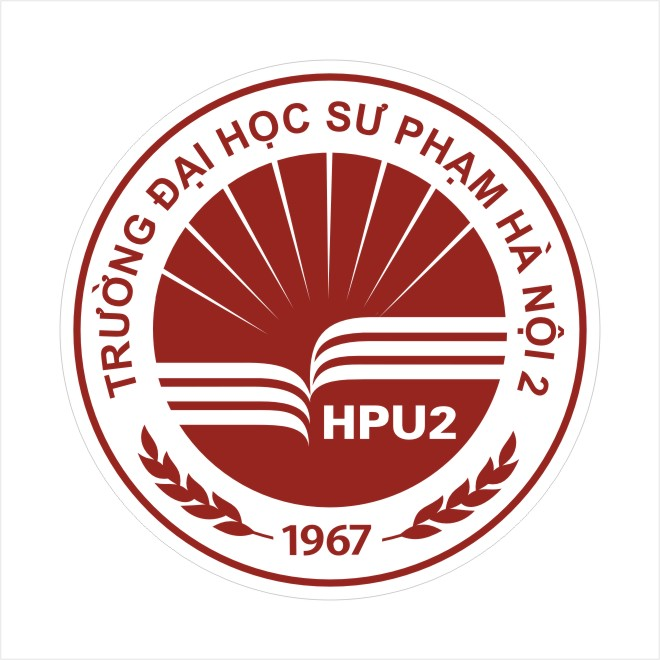 TRƯỜNG ĐẠI HỌC SƯ PHẠM HÀ NỘI 2
HPU2
1967